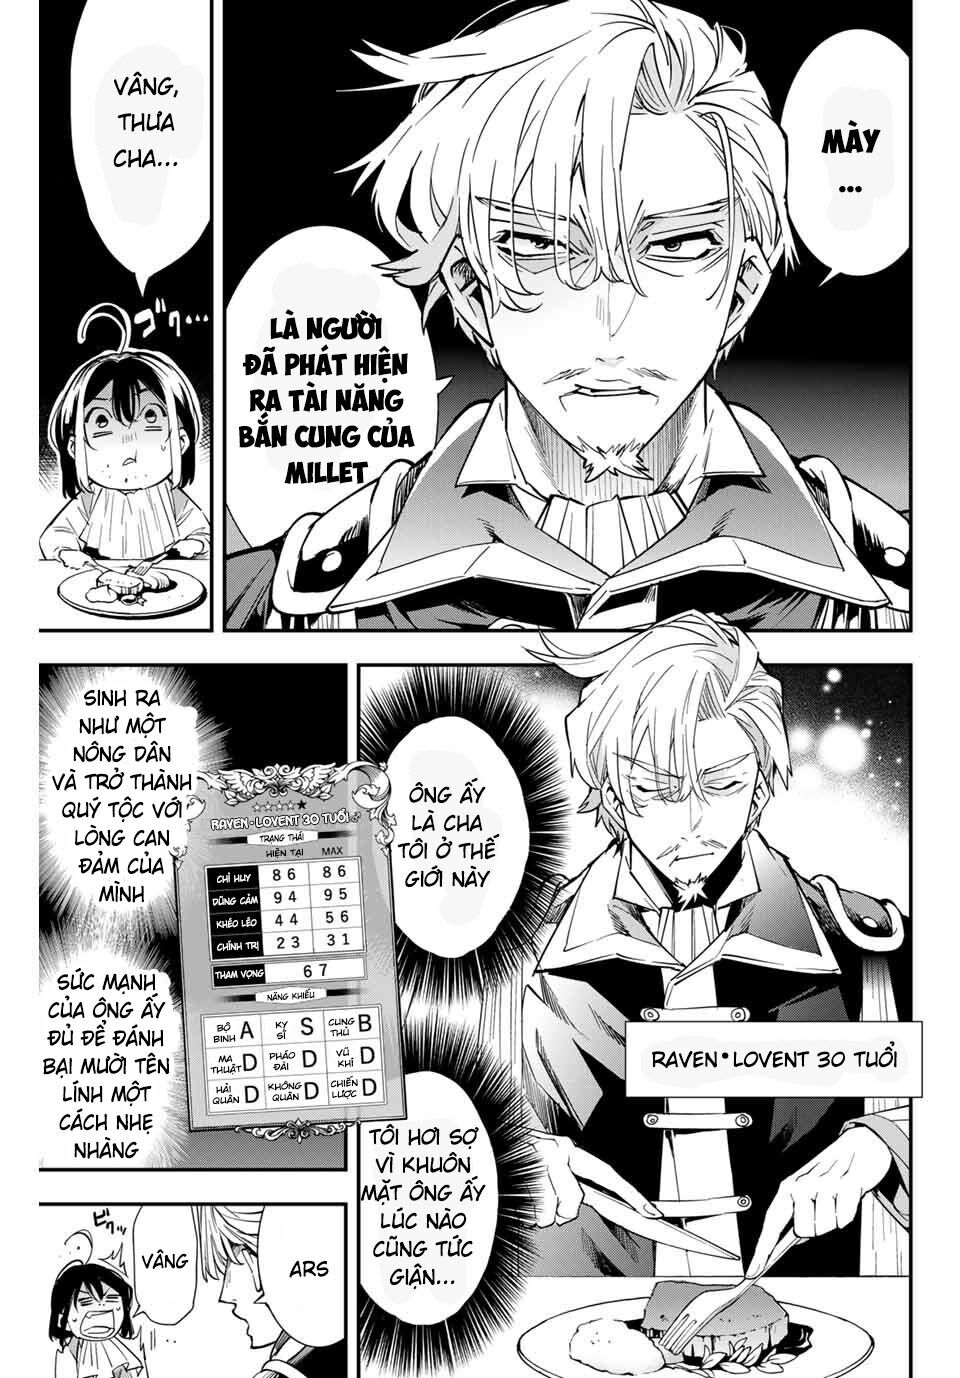 MÀY
...
LÀ NGƯỜI
ĐÃ PHÁT HIỆN
RA TÀI NĂNG
BẮN CUNG CỦA
MILLET
VÂNG,
THƯA
CHA...
ゴクッ...
ÔNG ẤY
LÀ CHA
TÔI Ở THẾ
GIỚI NÀY
RAVEN•LOVENT 30 TUỔI
TÔI HƠI SỢ
VÌ KHUÔN
MẶT ÔNG ẤY
LÚC NÀO
CŨNG TỨC
GIẬN...
SINH RA
NHƯ MỘT
NÔNG DÂN
VÀ TRỞ THÀNH
QUÝ TỘC VỚI
LÒNG CAN
ĐẢM CỦA
MÌNH
SỨC MẠNH
CỦA ÔNG ẤY
ĐỦ ĐỂ ĐÁNH
BẠI MƯỜI TÊN
LÍNH MỘT
CÁCH NHẸ
NHÀNG
RAVEN•LOVENT 30 TUỔI ♂
TRẠNG THÁI
HIỆN TẠI MAX
CHỈ HUY 86 86
DŨNG CẢM 94 95
KHÉO LÉO 44 56
CHÍNH TRỊ 23 31
THAM VỌNG 67
NĂNG KHIẾU
BỘ BINH A KỴ SĨ S CUNG THỦ B
MA THUẬT D PHÁO ĐÀI D VŨ KHÍ D
HẢI QUÂN D KHÔNG QUÂN D CHIẾN LƯỢC D
ARS
VÂNG
ビクッ